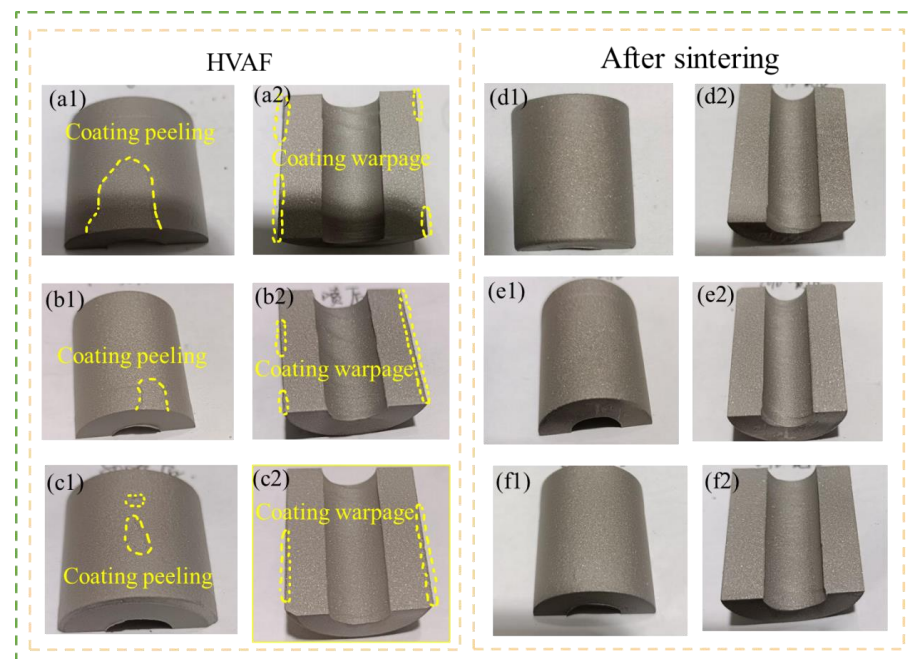 HVAF
After sintering
(a1)
Coating peeling
(a2)
Coating warpage
(d1)
(d2)
(b1)
Coating peeling
(b2)
Coating warpage
(e1)
(e2)
(c1)
Coating peeling
(c2)
Coating warpage
(f1)
(f2)